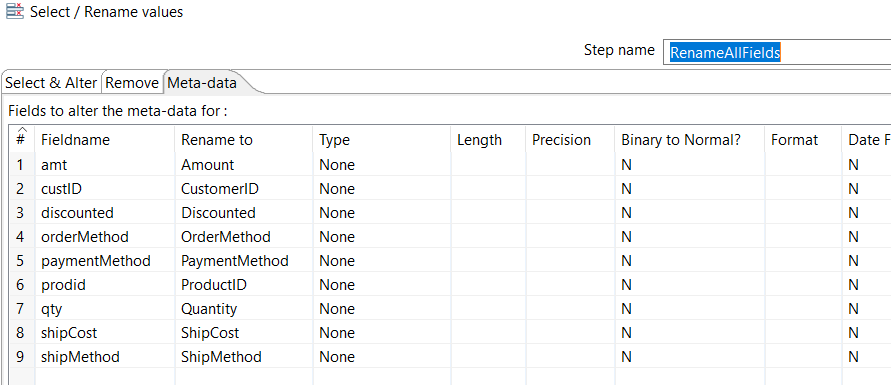 Select / Rename values
Step name RenameAllFields
Select & Alter Remove Meta-data
Fields to alter the meta-data for :
# Fieldname Rename to Type Length Precision Binary to Normal? Format Date F
1 amt Amount None N N
2 custID CustomerID None N N
3 discounted Discounted None N N
4 orderMethod OrderMethod None N N
5 paymentMethod PaymentMethod None N N
6 prodid ProductID None N N
7 qty Quantity None N N
8 shipCost ShipCost None N N
9 shipMethod ShipMethod None N N